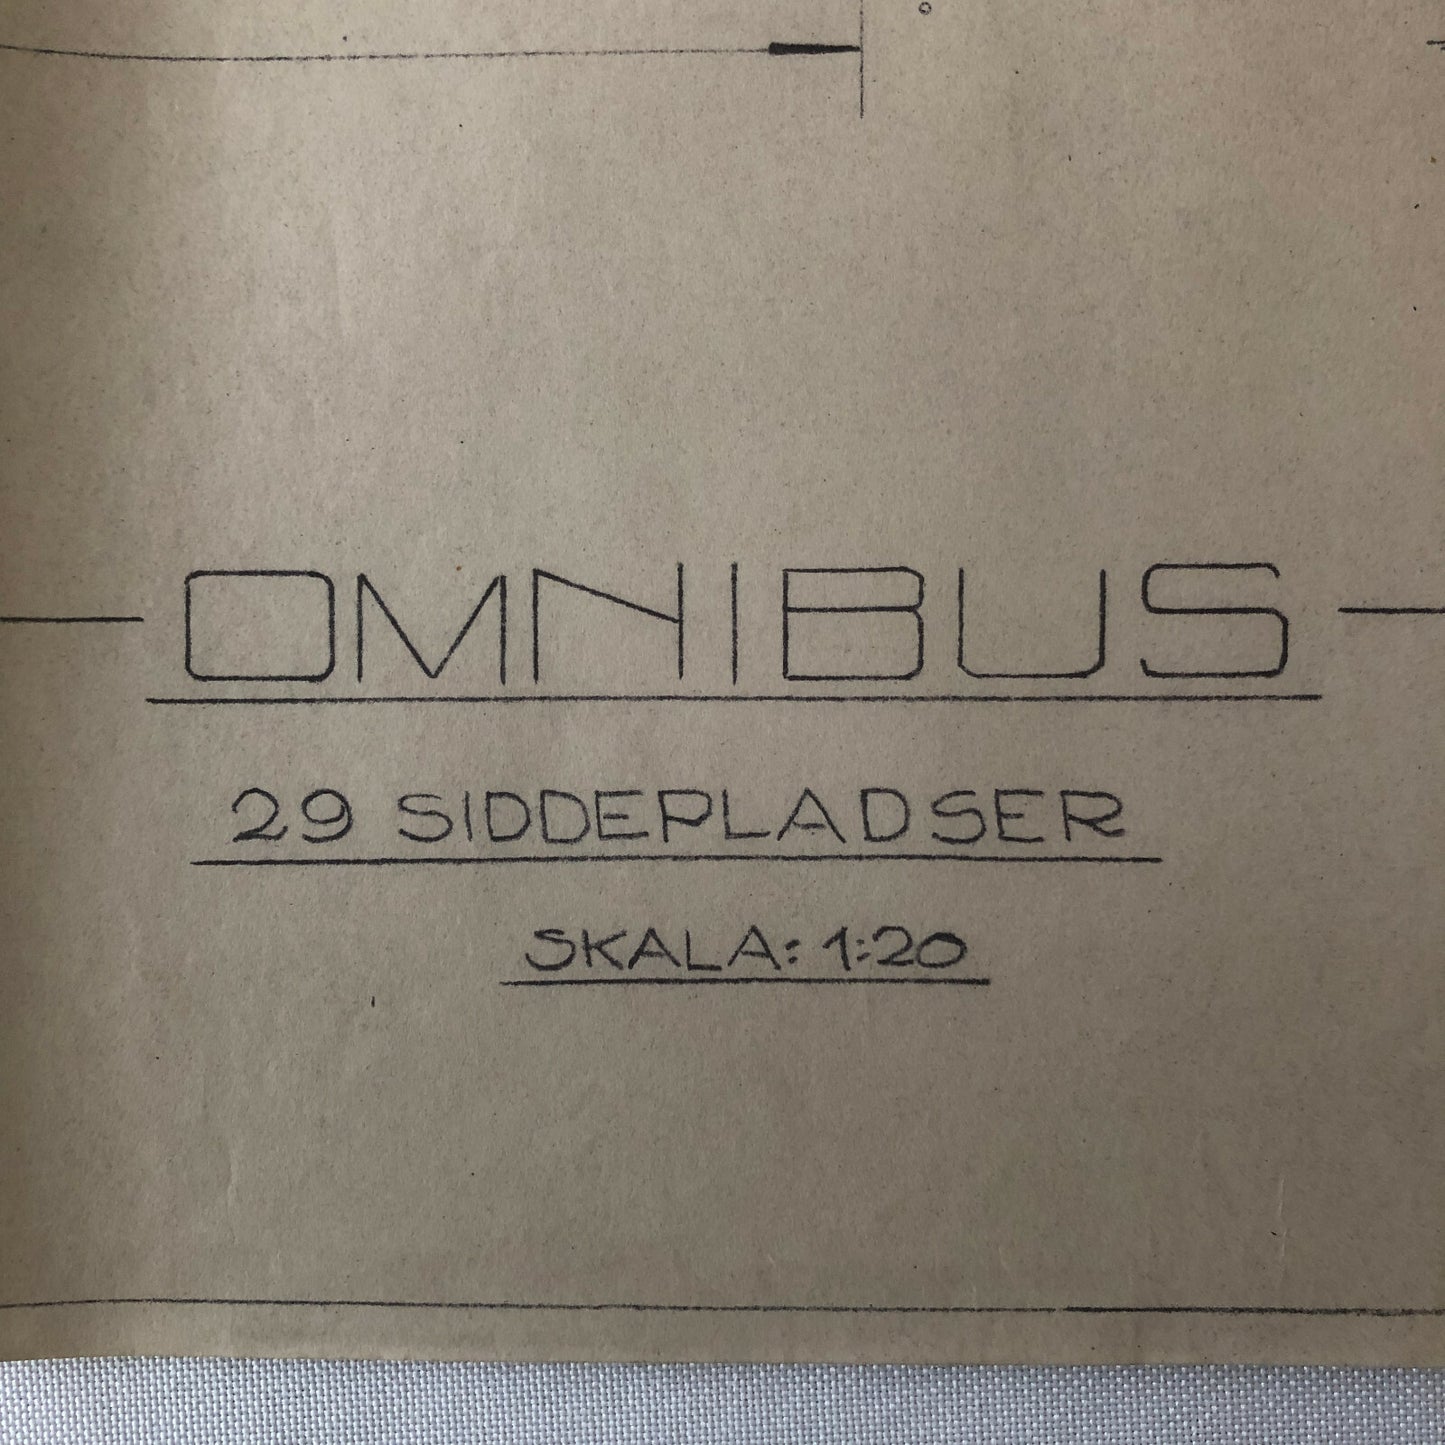 OMNIBUS
29 SIDDEPLADSER
SKALA: 1:20